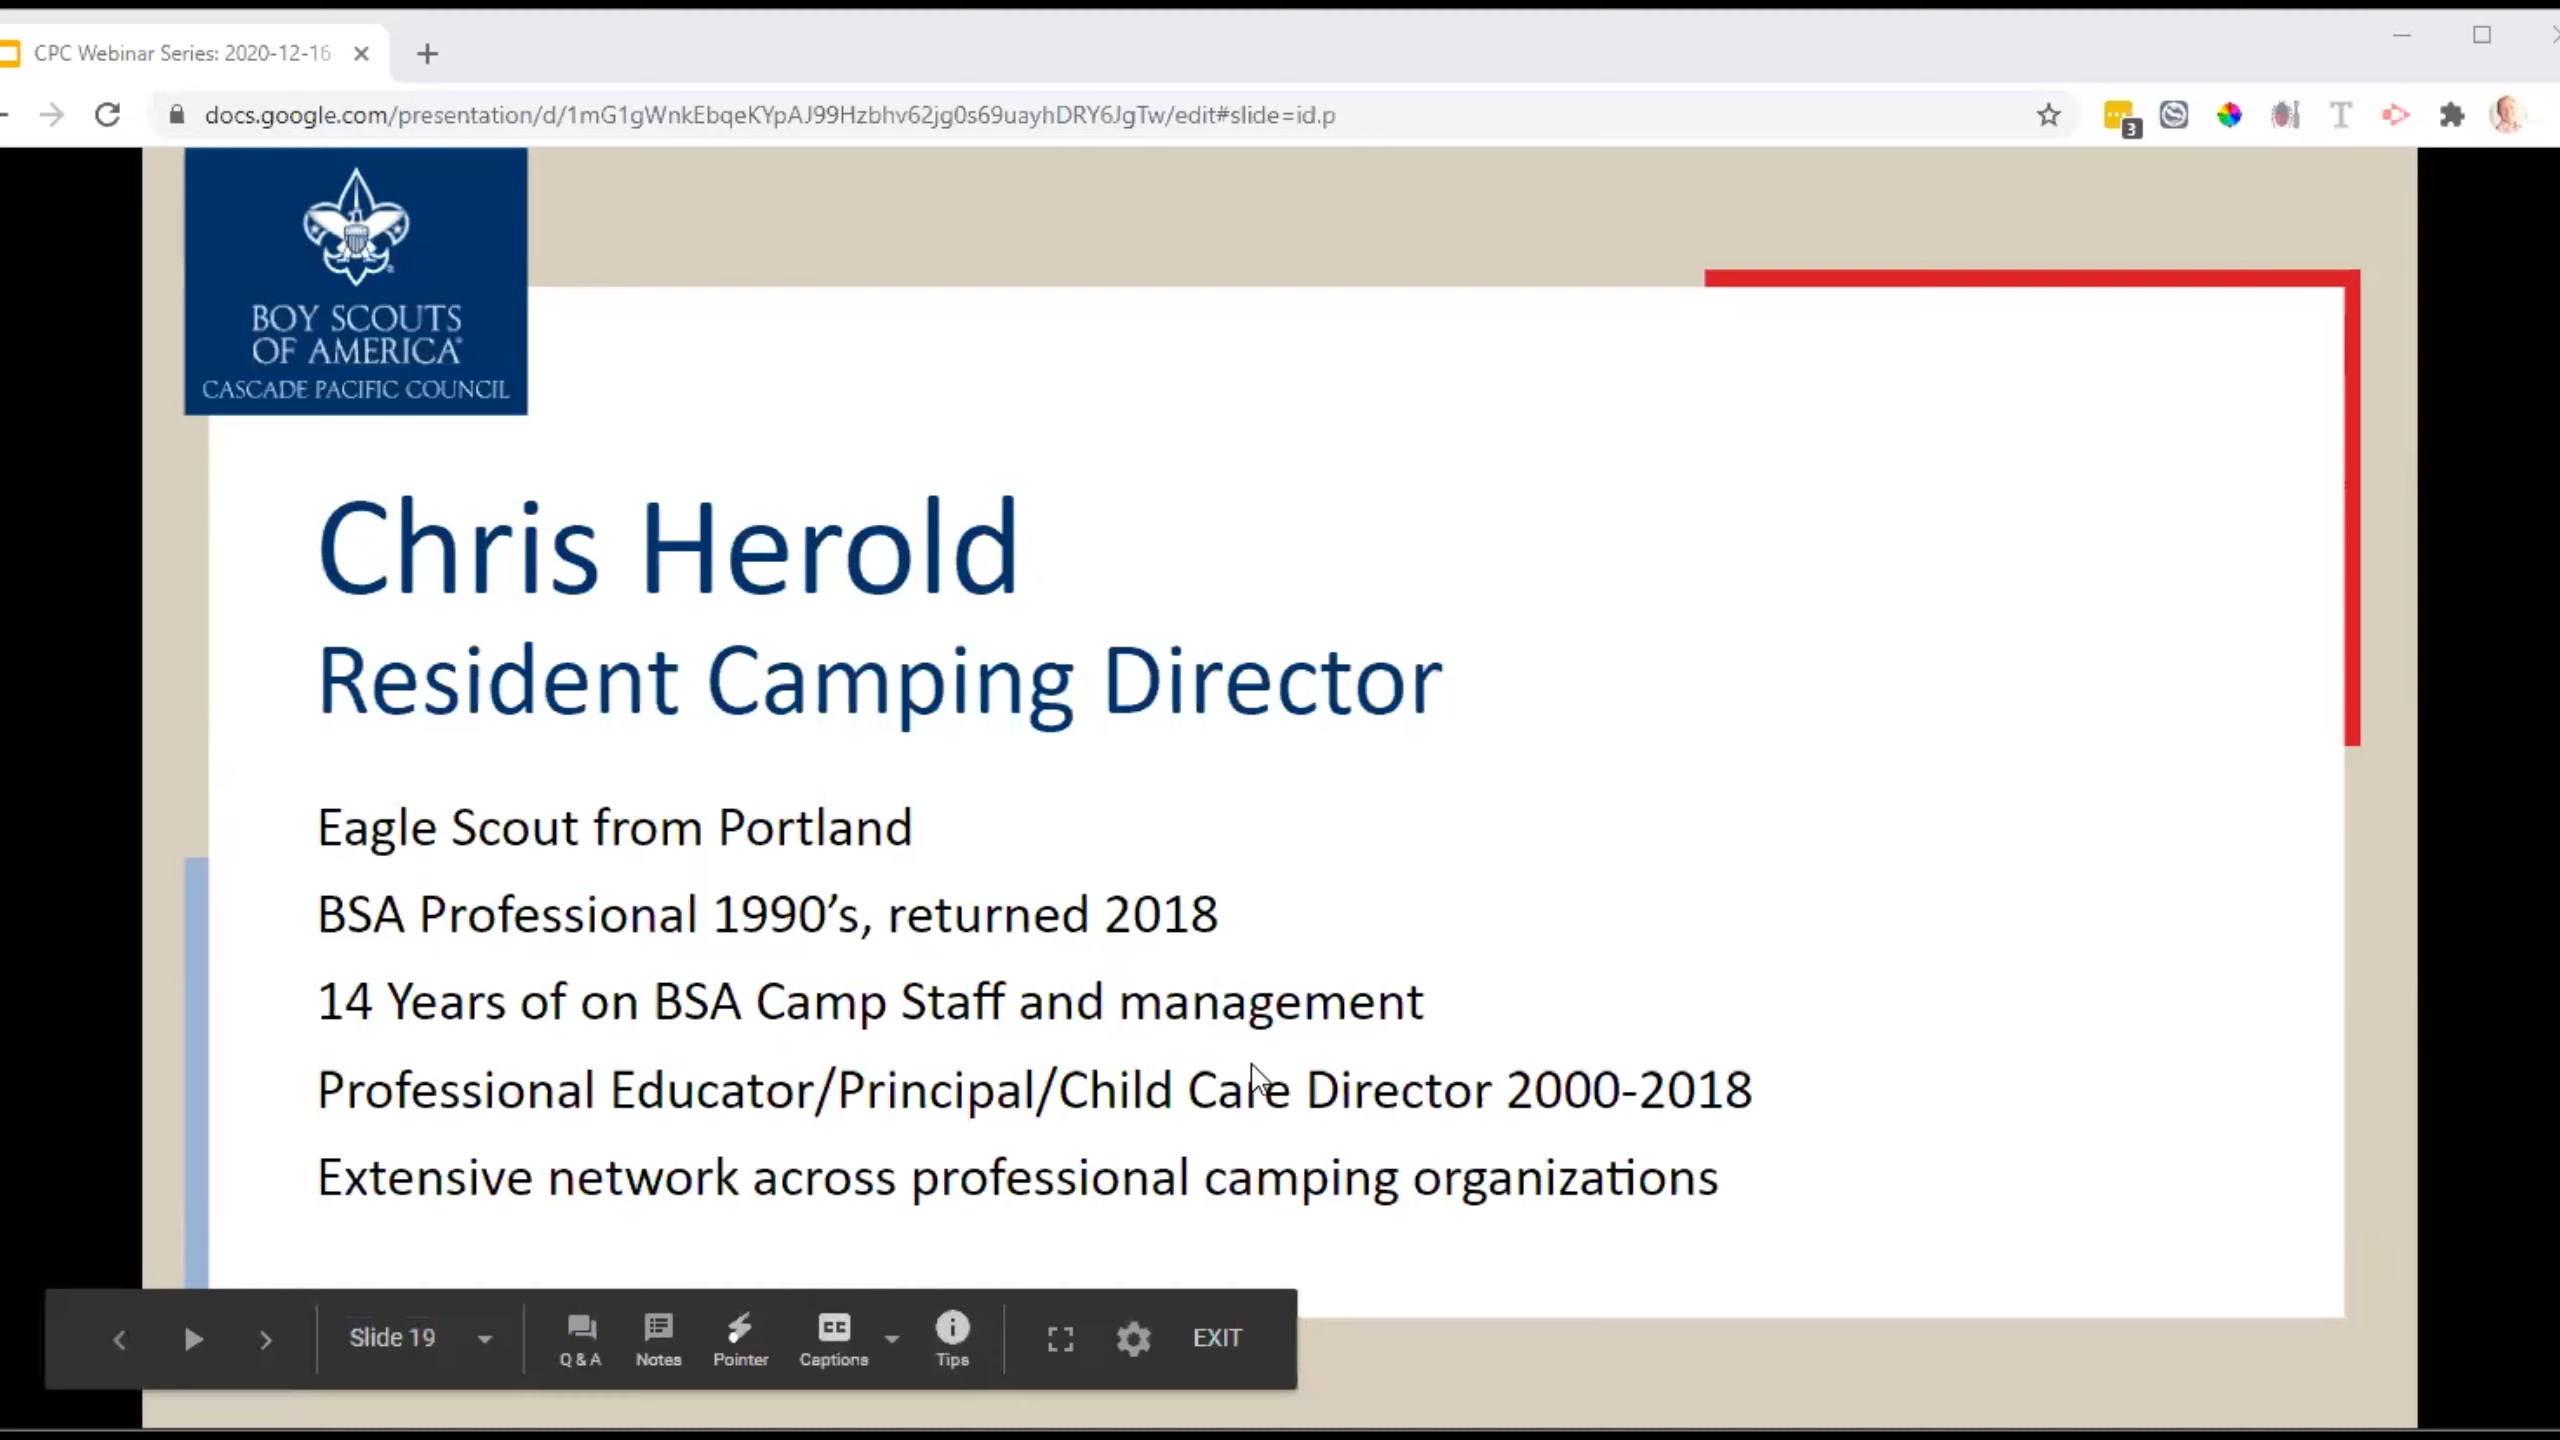 CPC Webinar Series: 2020-12-16
docs.google.com/presentation/d/1mG1gWnkEbqeKYpAJ99Hzbhv62jg0s69uayhDRY6JgTw/edit#slide=id.p
3
T
BOY SCOUTS
OF AMERICA
CASCADE PACIFIC COUNCIL
Chris Herold
Resident Camping Director
Eagle Scout from Portland
BSA Professional 1990’s, returned 2018
14 Years of on BSA Camp Staff and management
Professional Educator/Principal/Child Care Director 2000-2018
Extensive network across professional camping organizations
Slide 19
Q & A
Notes
Pointer
CC
Captions
Tips
EXIT